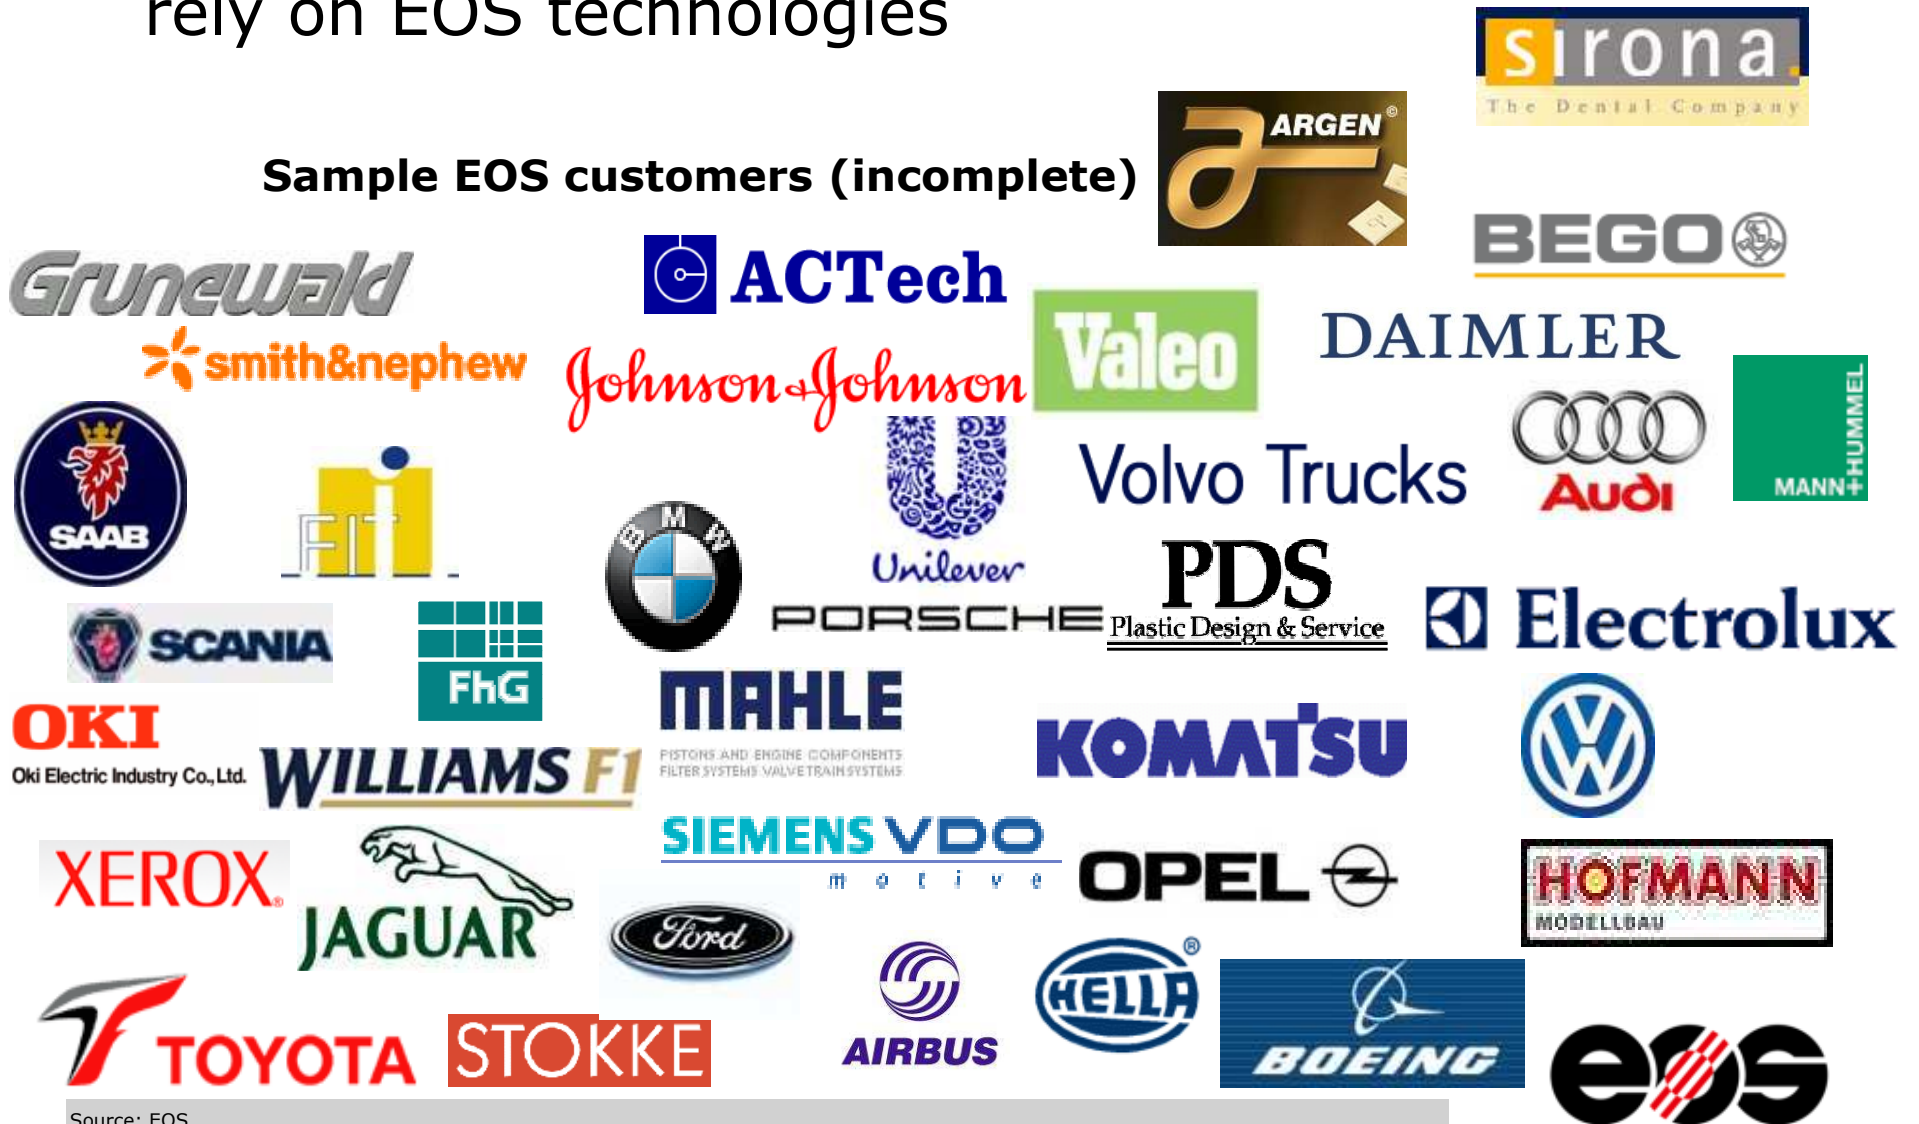 rely on EOS technologies
sirona.
The Dental Company
ARGEN©
Sample EOS customers (incomplete)
BEGO
Grunewald
ACTech
Valeo
DAIMLER
smith&nephew
Johnson&Johnson
MANN+HUMMEL
Audi
SAAB
FIT
Unilever
Volvo Trucks
BMW
PDS
Plastic Design & Service
PORSCHE
Electrolux
SCANIA
FhG
MAHLE
PISTONS AND ENGINE COMPONENTS
FILTER SYSTEMS VALVE TRAIN SYSTEMS
OKI
Oki Electric Industry Co., Ltd.
WILLIAMS F1
KOMATSU
VW
SIEMENS VDO
XEROX®
JAGUAR
OPEL
HOFMANN
MODELLBAU
Ford
HELLA®
AIRBUS
BOEING
TOYOTA
STOKKE
eos
Source: EOS